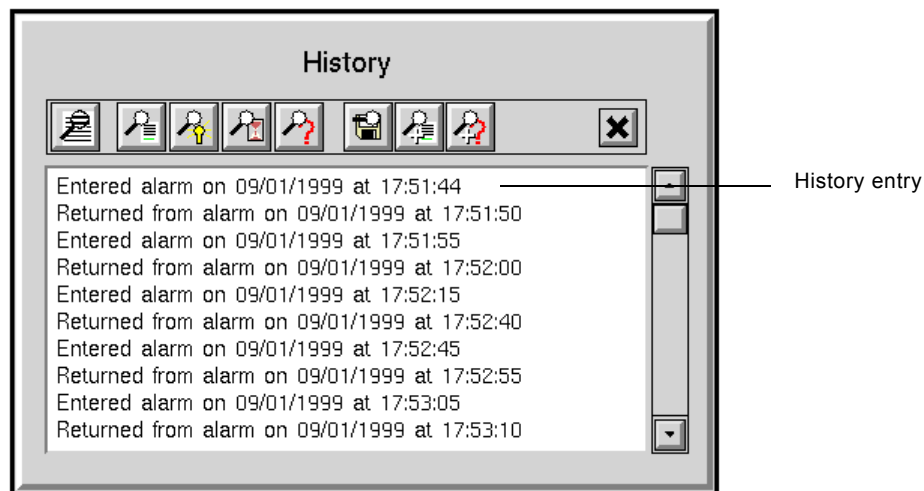 History
Entered alarm on 09/01/1999 at 17:51:44
History entry
Returned from alarm on 09/01/1999 at 17:51:50
Entered alarm on 09/01/1999 at 17:51:55
Returned from alarm on 09/01/1999 at 17:52:00
Entered alarm on 09/01/1999 at 17:52:15
Returned from alarm on 09/01/1999 at 17:52:40
Entered alarm on 09/01/1999 at 17:52:45
Returned from alarm on 09/01/1999 at 17:52:55
Entered alarm on 09/01/1999 at 17:53:05
Returned from alarm on 09/01/1999 at 17:53:10